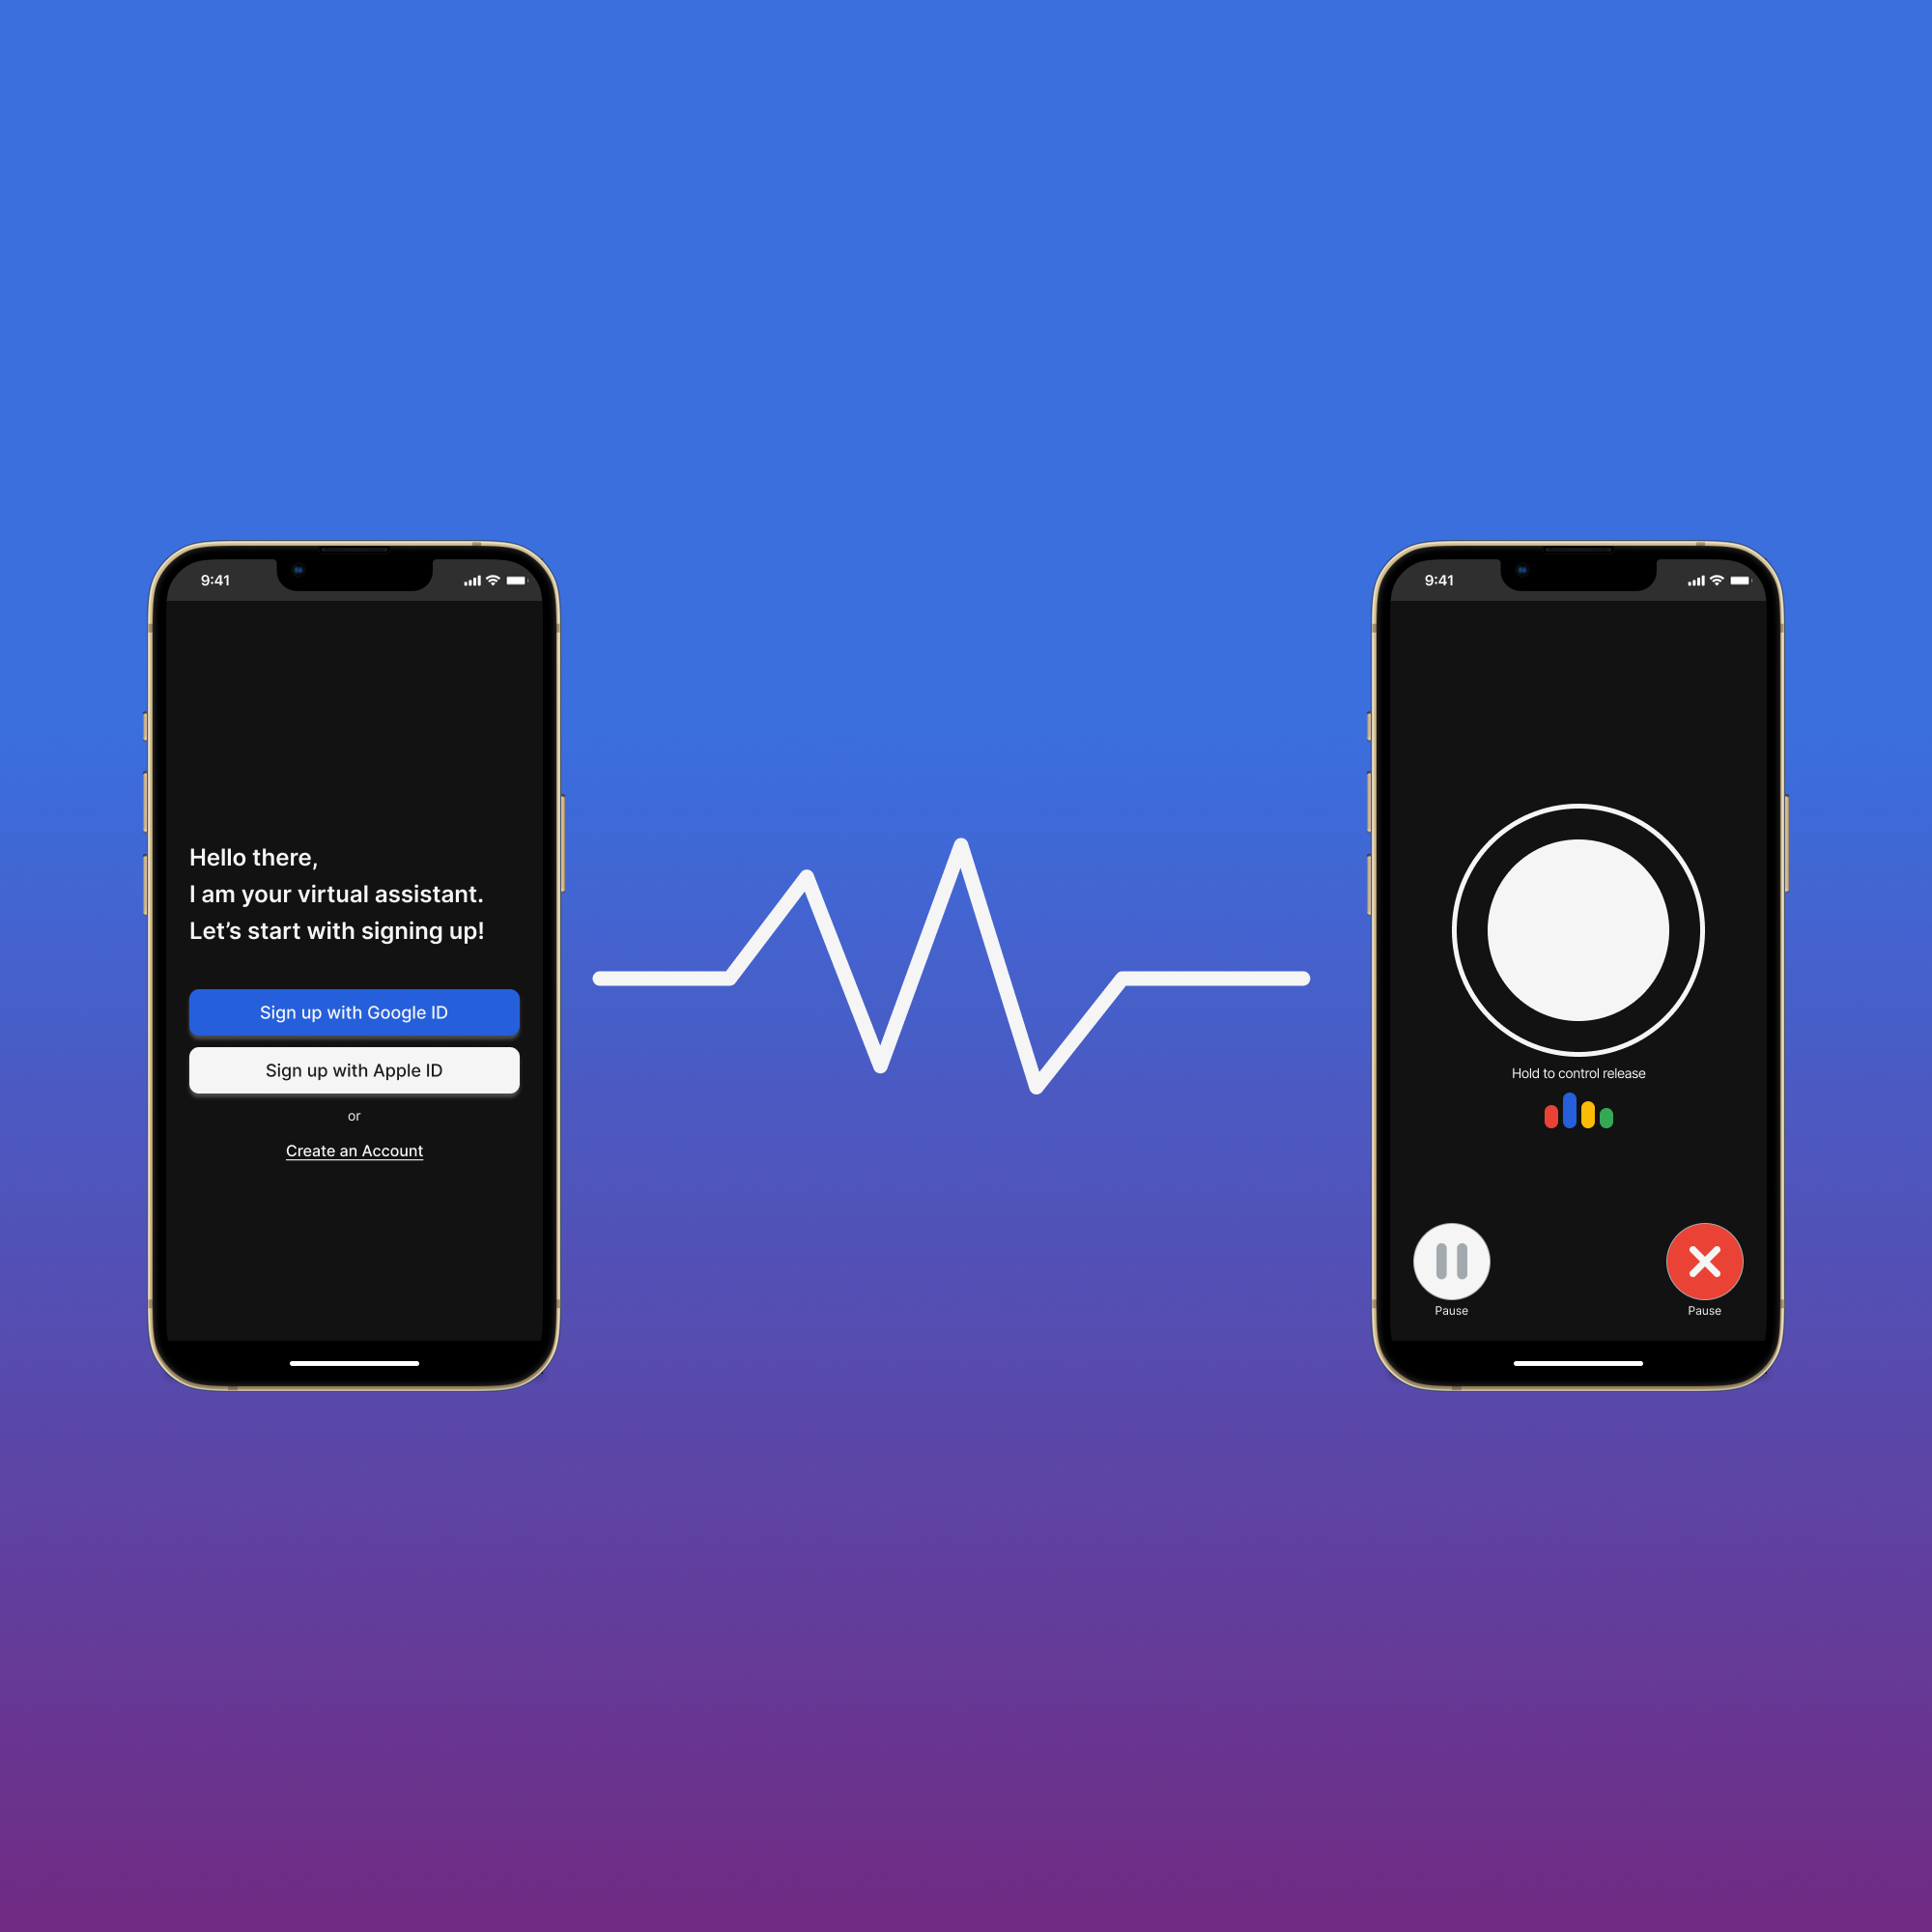 9:41
Hello there,
I am your virtual assistant.
Let’s start with signing up!
Sign up with Google ID
Sign up with Apple ID
or
Create an Account
9:41
Hold to control release
Pause
Pause